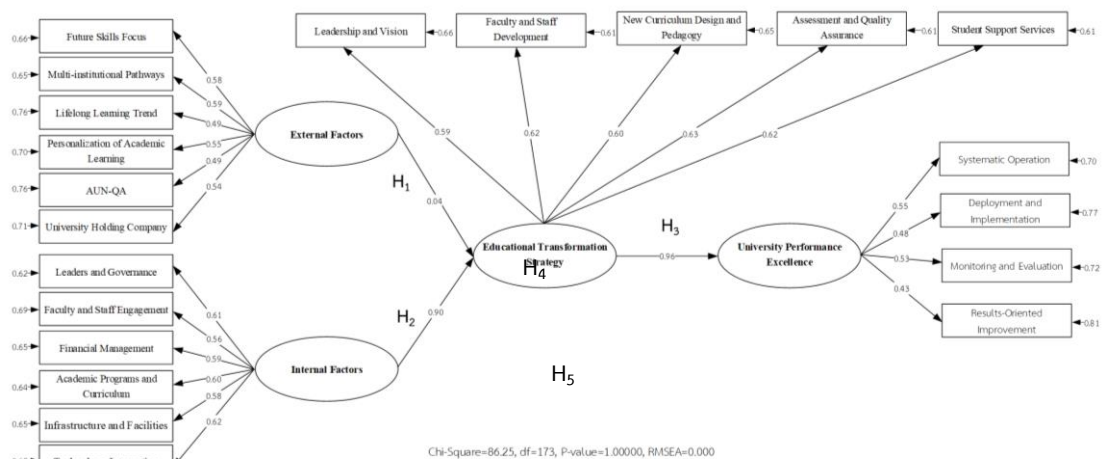 0.66
Future Skills Focus
0.58
0.65
Multi-institutional Pathways
0.59
0.76
Lifelong Learning Trend
0.49
0.70
Personalization of Academic
Learning
0.55
0.76
AUN-QA
0.49
0.71
University Holding Company
0.54
0.62
Leaders and Governance
0.61
0.69
Faculty and Staff Engagement
0.56
0.65
Financial Management
0.59
0.64
Academic Programs and
Curriculum
0.60
0.65
Infrastructure and Facilities
0.58
0.62
External Factors
Internal Factors
H1
0.04
H2
0.90
Leadership and Vision
0.66
Faculty and Staff
Development
0.61
New Curriculum Design and
Pedagogy
0.65
Assessment and Quality
Assurance
0.61
Student Support Services
0.61
0.59
0.62
0.60
0.63
0.62
Educational Transformation
Strategy
H4
H3
0.96
University Performance
Excellence
0.55
Systematic Operation
0.70
0.48
Deployment and
Implementation
0.77
0.53
Monitoring and Evaluation
0.72
0.43
Results-Oriented
Improvement
0.81
H5
Chi-Square=86.25, df=173, P-value=1.00000, RMSEA=0.000